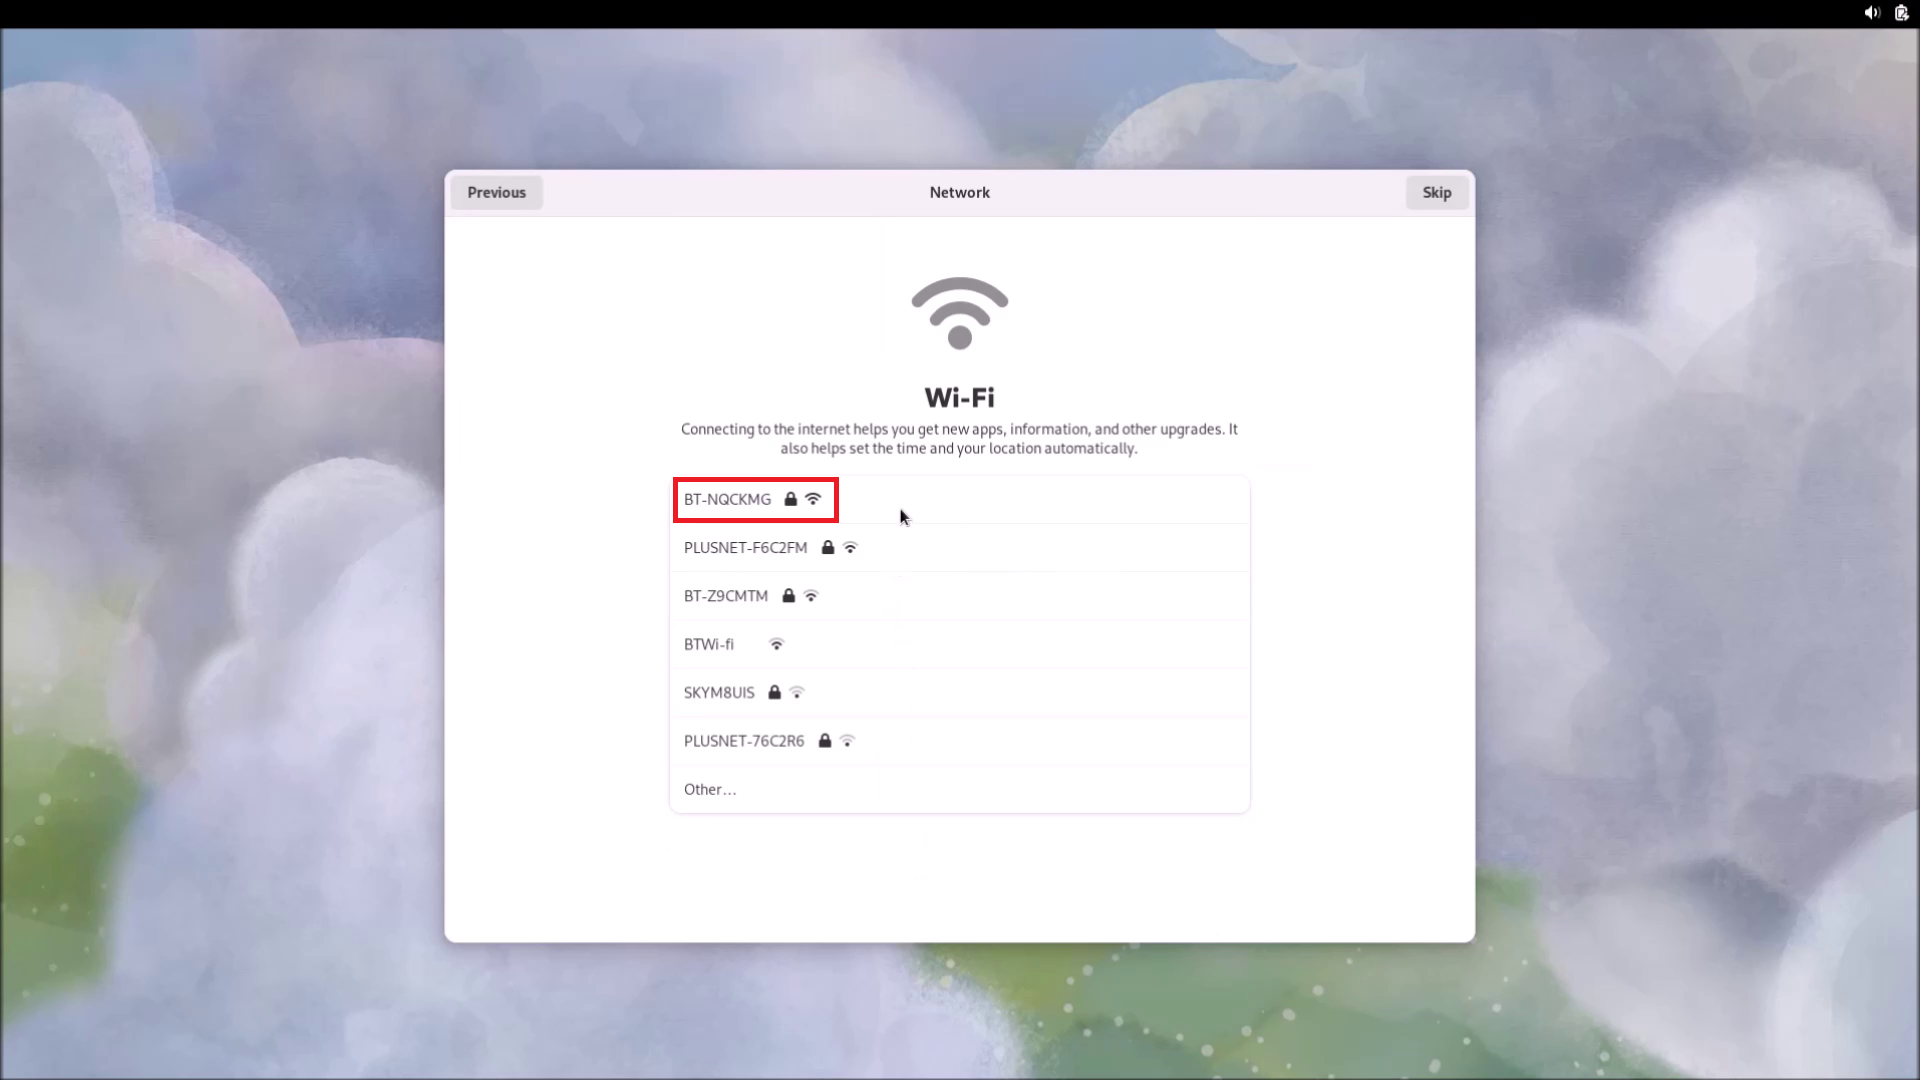 Previous
Network
Skip
Wi-Fi
Connecting to the internet helps you get new apps, information, and other upgrades. It
also helps set the time and your location automatically.
BT-NQCKMG
PLUSNET-F6C2FM
BT-Z9CMTM
BTWi-fi
SKYM8UIS
PLUSNET-76C2R6
Other…